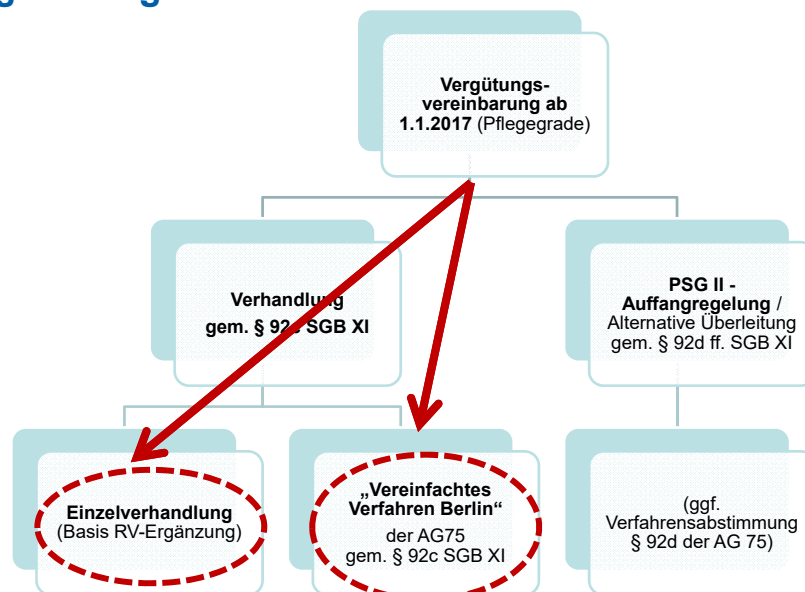 Vergütungs-
vereinbarung ab
1.1.2017 (Pflegegrade)
Verhandlung
gem. § 92c SGB XI
PSG II -
Auffangregelung /
Alternative Überleitung
gem. § 92d ff. SGB XI
Einzelverhandlung
(Basis RV-Ergänzung)
„Vereinfachtes
Verfahren Berlin“
der AG75
gem. § 92c SGB XI
(ggf.
Verfahrensabstimmung
§ 92d der AG 75)